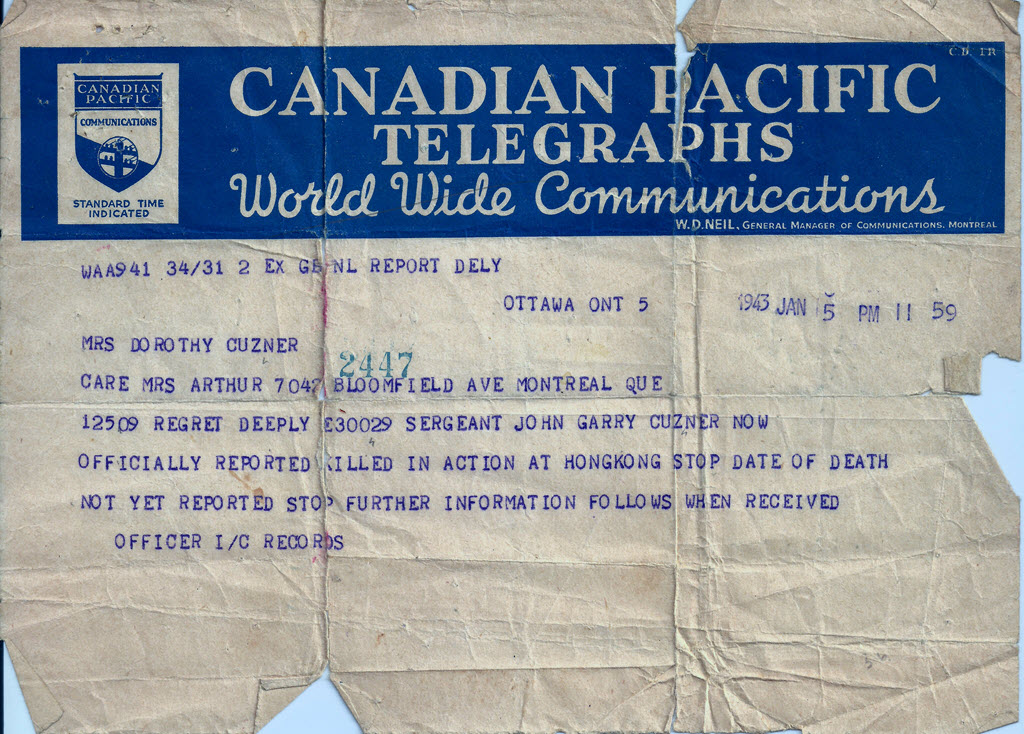 C.D. 1R
CANADIAN PACIFIC
TELEGRAPHS
World Wide Communications
W.D. NEIL, GENERAL MANAGER OF COMMUNICATIONS. MONTREAL
CANADIAN
PACIFIC
COMMUNICATIONS
STANDARD TIME
INDICATED
WAA941 34/31 2 EX NL REPORT DELY
OTTAWA ONT 5 1943 JAN 5 PM 11 59
MRS DOROTHY CUZNER
2447
CARE MRS ARTHUR 7047 BLOOMFIELD AVE MONTREAL QUE
12509 REGRET DEEPLY E30029 SERGEANT JOHN GARRY CUZNER NOW
OFFICIALLY REPORTED KILLED IN ACTION AT HONGKONG STOP DATE OF DEATH
NOT YET REPORTED STOP FURTHER INFORMATION FOLLOWS WHEN RECEIVED
OFFICER I/C RECORDS